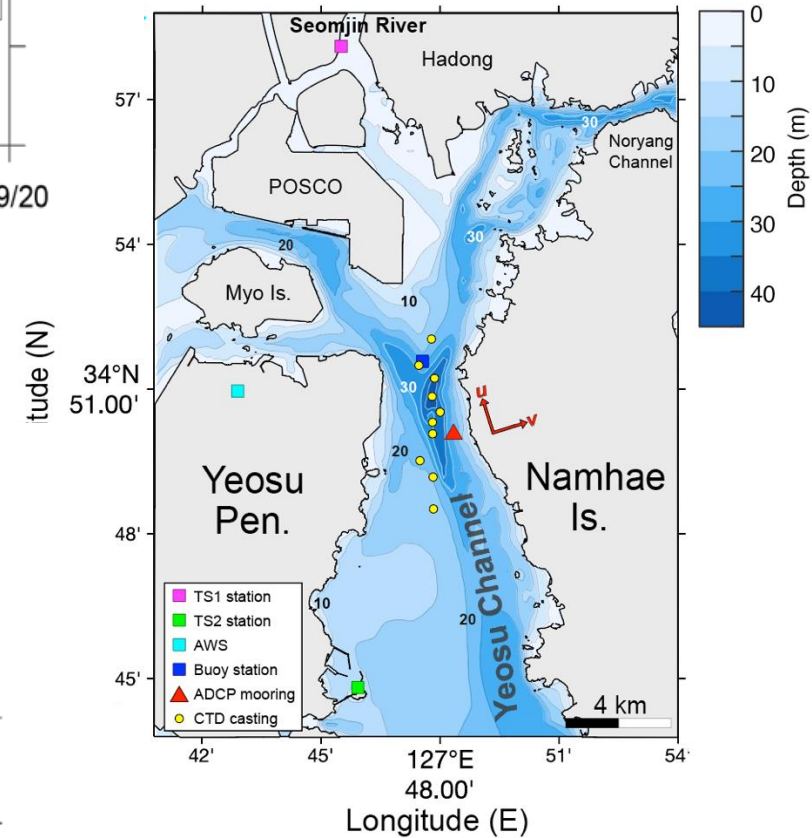 9/20
itude (N)
Seomjin River
Hadong
30
Noryang
Channel
POSCO
20
30
Myo Is.
10
30
u
v
20
Yeosu
Pen.
Namhae
Is.
Yeosu Channel
10
20
TS1 station
TS2 station
AWS
Buoy station
ADCP mooring
CTD casting
4 km
57'
54'
34°N
51.00'
48'
45'
42'
45'
127°E
48.00'
51'
54'
Longitude (E)
0
10
20
30
40
Depth (m)